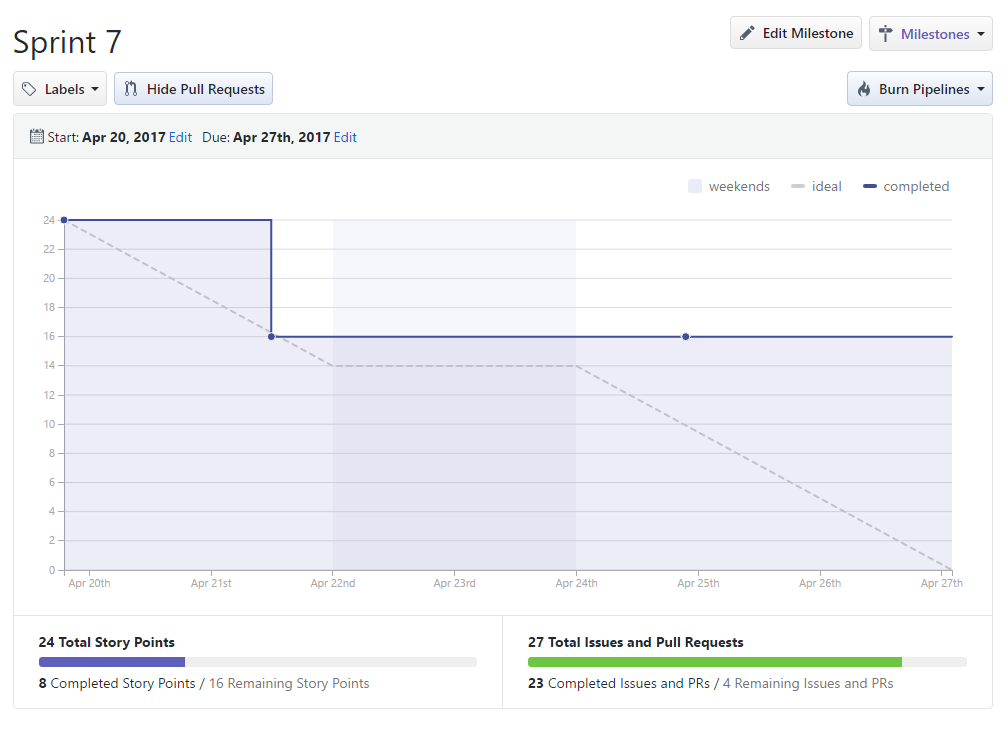 Sprint 7
Edit Milestone
Milestones
Labels
Hide Pull Requests
Burn Pipelines
Start: Apr 20, 2017 Edit Due: Apr 27th, 2017 Edit
weekends ideal completed
24
22
20
18
16
14
12
10
8
6
4
2
0
Apr 20th Apr 21st Apr 22nd Apr 23rd Apr 24th Apr 25th Apr 26th Apr 27th
24 Total Story Points
8 Completed Story Points / 16 Remaining Story Points
27 Total Issues and Pull Requests
23 Completed Issues and PRs / 4 Remaining Issues and PRs